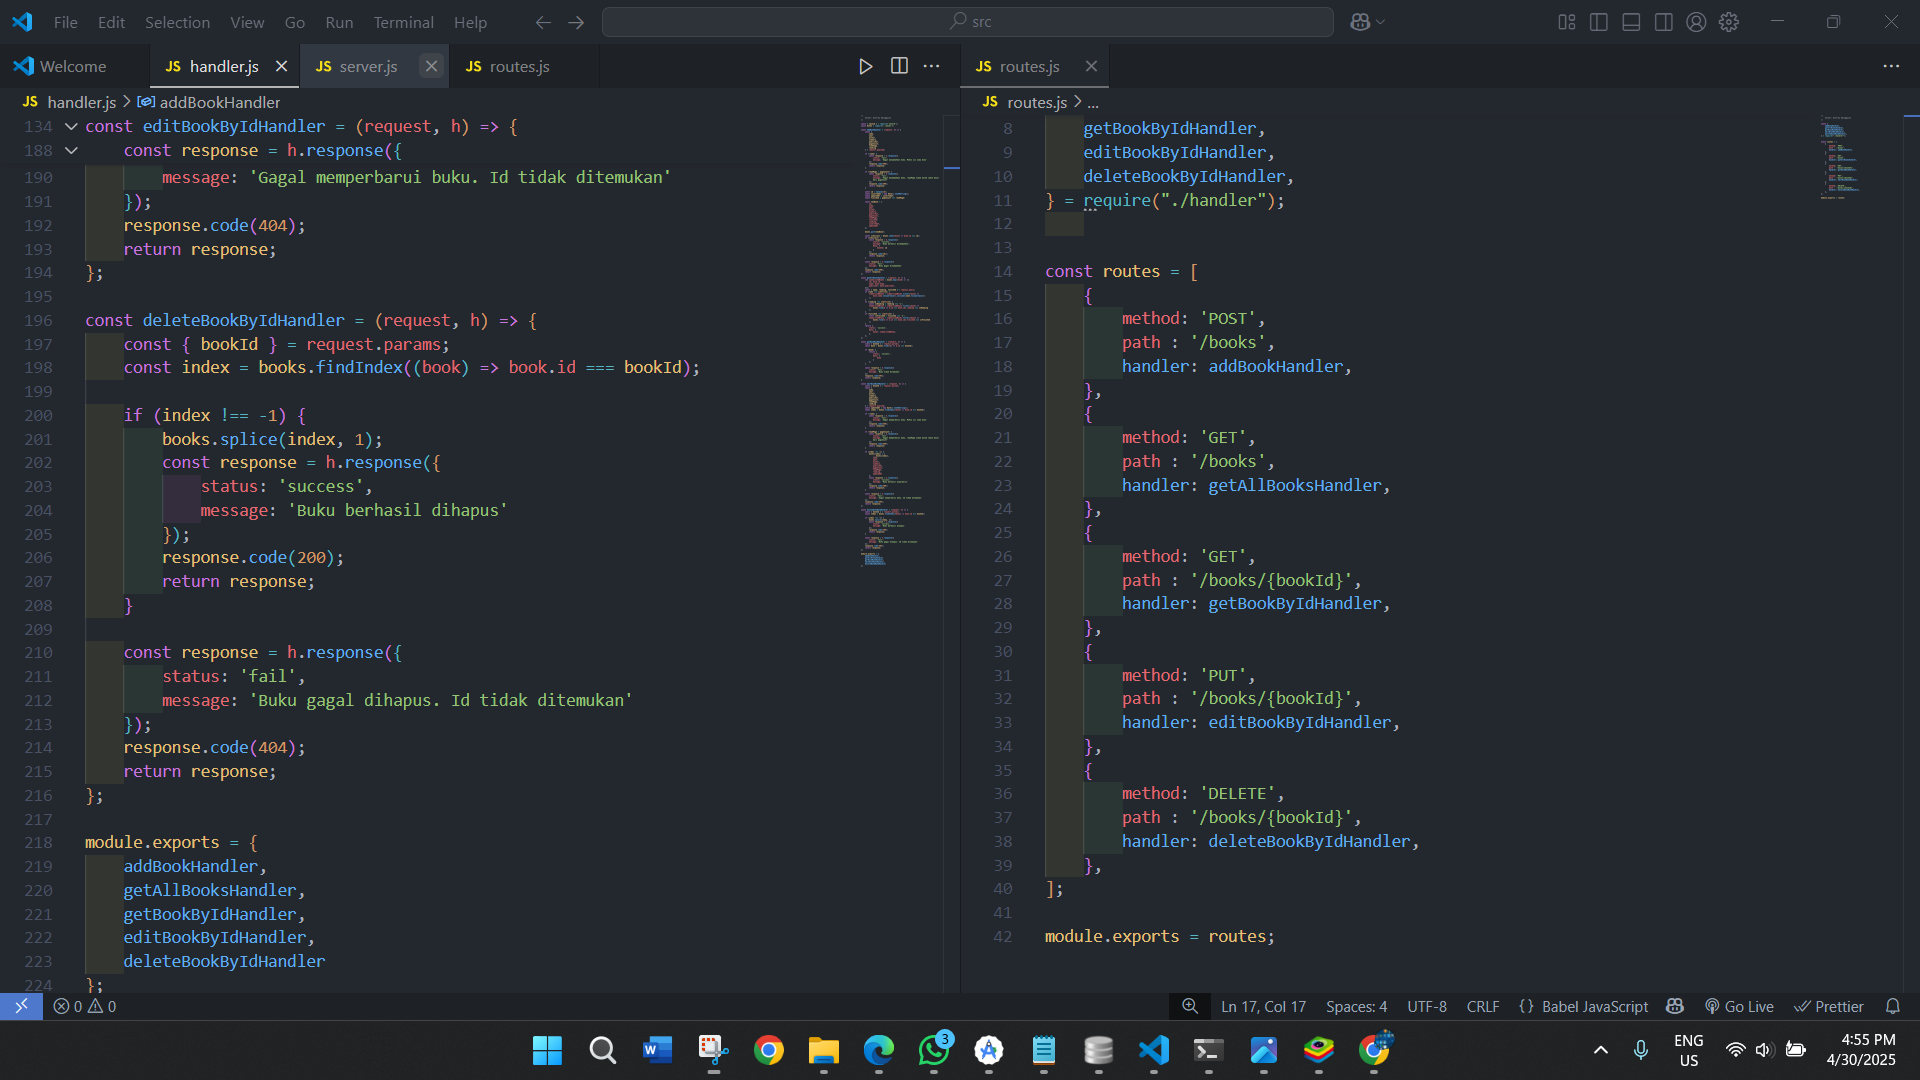 File Edit Selection View Go Run Terminal Help
src
Welcome
JS handler.js
JS server.js
JS routes.js
JS routes.js
JS handler.js > addBookHandler
134 const editBookByIdHandler = (request, h) => {
188 const response = h.response({
190 message: 'Gagal memperbarui buku. Id tidak ditemukan'
191 });
192 response.code(404);
193 return response;
194 };
195
196 const deleteBookByIdHandler = (request, h) => {
197 const { bookId } = request.params;
198 const index = books.findIndex((book) => book.id === bookId);
199
200 if (index !== -1) {
201 books.splice(index, 1);
202 const response = h.response({
203 status: 'success',
204 message: 'Buku berhasil dihapus'
205 });
206 response.code(200);
207 return response;
208 }
209
210 const response = h.response({
211 status: 'fail',
212 message: 'Buku gagal dihapus. Id tidak ditemukan'
213 });
214 response.code(404);
215 return response;
216 };
217
218 module.exports = {
219 addBookHandler,
220 getAllBooksHandler,
221 getBookByIdHandler,
222 editBookByIdHandler,
223 deleteBookByIdHandler
224 };
JS routes.js > ...
8 getBookByIdHandler,
9 editBookByIdHandler,
10 deleteBookByIdHandler,
11 } = require("./handler");
12
13
14 const routes = [
15 {
16 method: 'POST',
17 path : '/books',
18 handler: addBookHandler,
19 },
20 {
21 method: 'GET',
22 path : '/books',
23 handler: getAllBooksHandler,
24 },
25 {
26 method: 'GET',
27 path : '/books/{bookId}',
28 handler: getBookByIdHandler,
29 },
30 {
31 method: 'PUT',
32 path : '/books/{bookId}',
33 handler: editBookByIdHandler,
34 },
35 {
36 method: 'DELETE',
37 path : '/books/{bookId}',
38 handler: deleteBookByIdHandler,
39 },
40 ];
41
42 module.exports = routes;
0 0
Ln 17, Col 17 Spaces: 4 UTF-8 CRLF {} Babel JavaScript Go Live Prettier
W
3
ENG
US
4:55 PM
4/30/2025